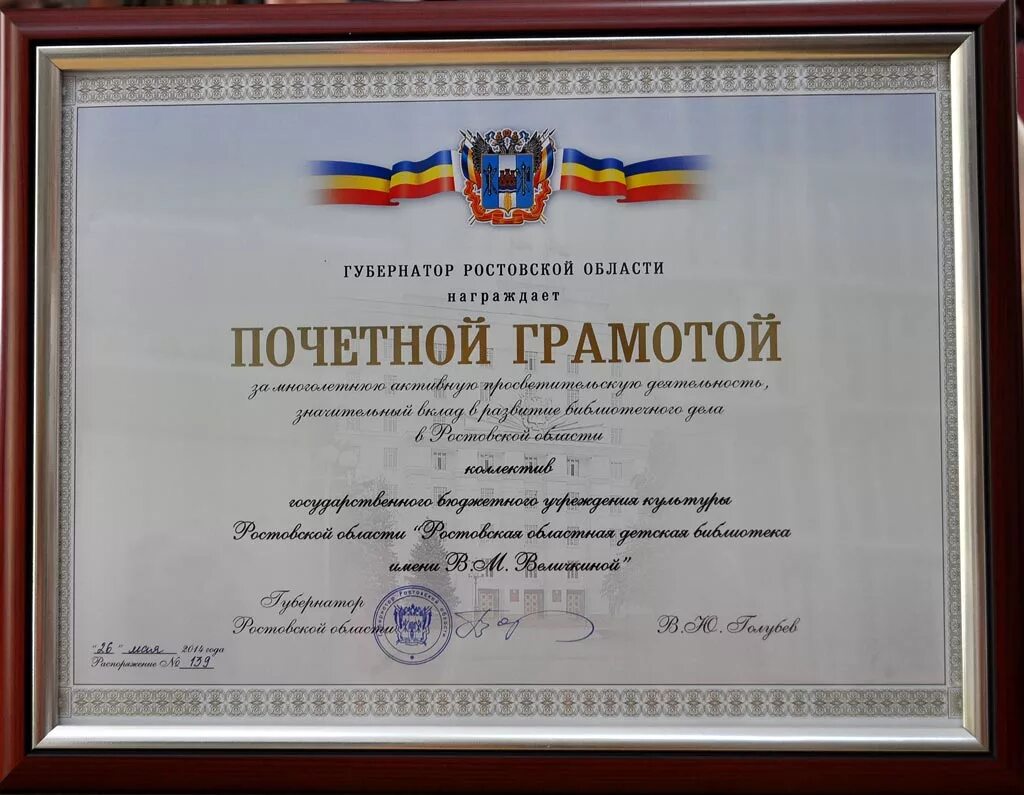 ГУБЕРНАТОР РОСТОВСКОЙ ОБЛАСТИ
награждает
ПОЧЕТНОЙ ГРАМОТОЙ
за многолетнюю активную просветительскую деятельность,
значительный вклад в развитие библиотечного дела
в Ростовской области
коллектив
государственного бюджетного учреждения культуры
Ростовской области "Ростовская областная детская библиотека
имени В.М. Величкиной"
Губернатор
Ростовской области
В.Ю. Голубев
"26" мая 2014 года
Распоряжение № 139